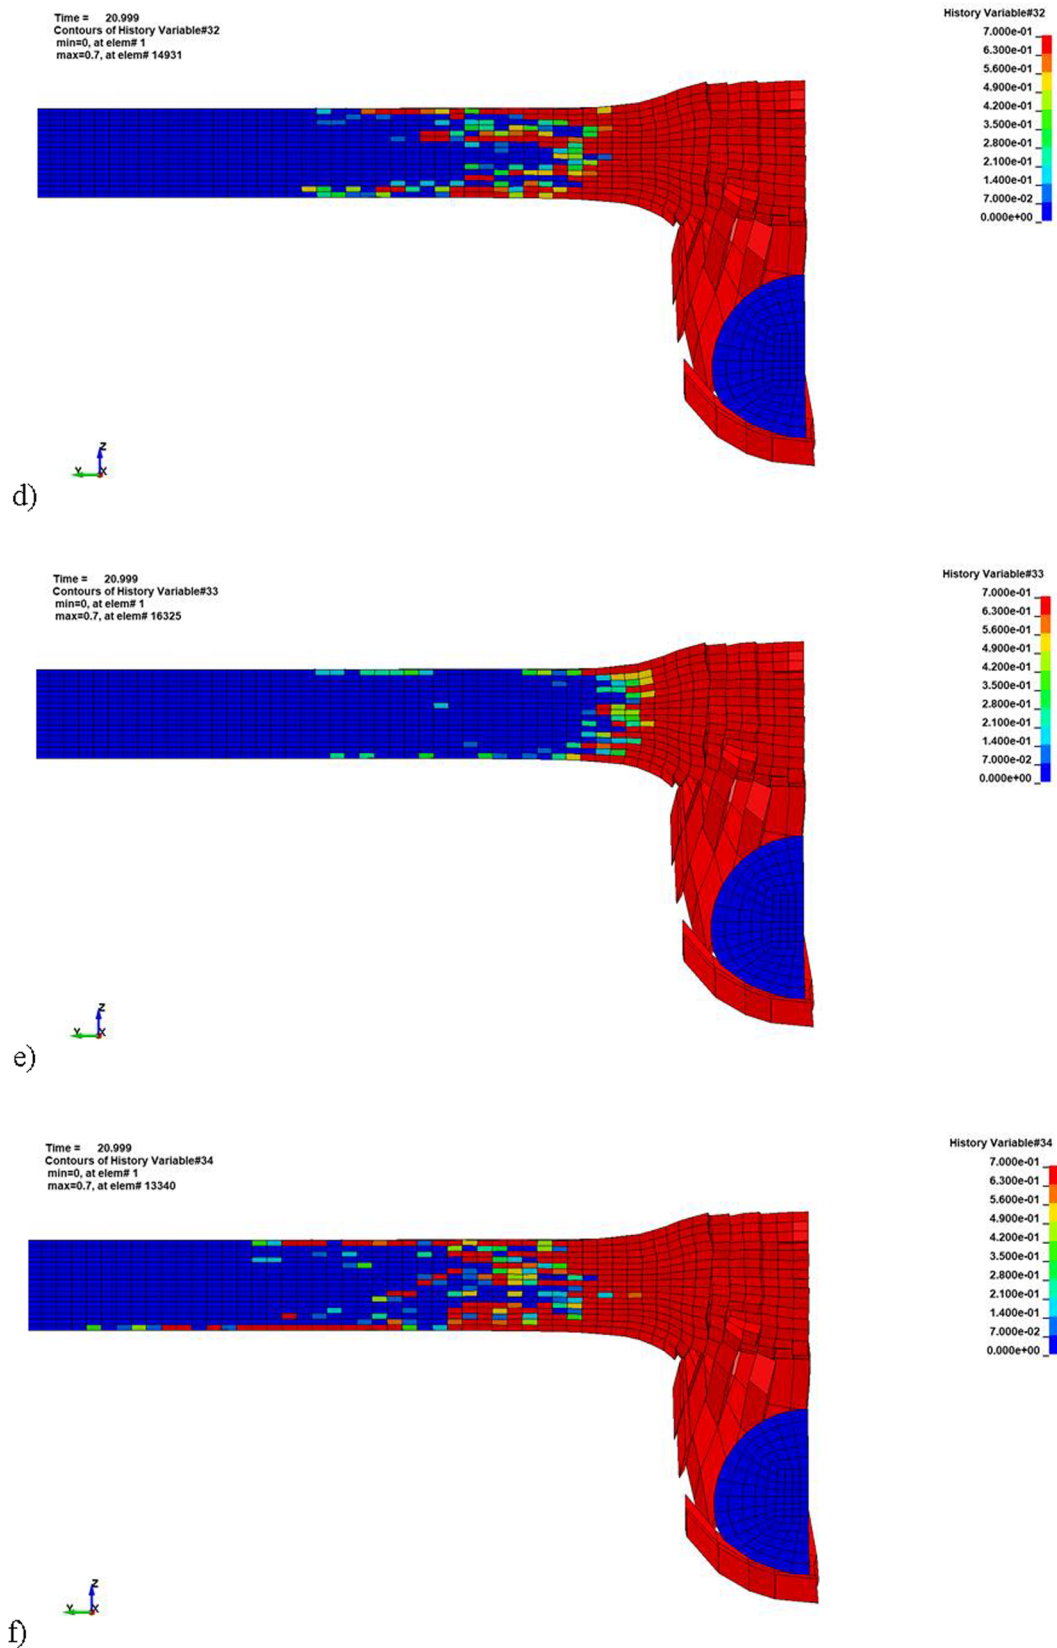 Time =      20.999
Contours of History Variable#32
min=0, at elem# 1
max=0.7, at elem# 14931
History Variable#32
7.000e-01
6.300e-01
5.600e-01
4.900e-01
4.200e-01
3.500e-01
2.800e-01
2.100e-01
1.400e-01
7.000e-02
0.000e+00
Z
Y X
d)
Time =      20.999
Contours of History Variable#33
min=0, at elem# 1
max=0.7, at elem# 16325
History Variable#33
7.000e-01
6.300e-01
5.600e-01
4.900e-01
4.200e-01
3.500e-01
2.800e-01
2.100e-01
1.400e-01
7.000e-02
0.000e+00
Z
Y X
e)
Time =      20.999
Contours of History Variable#34
min=0, at elem# 1
max=0.7, at elem# 13340
History Variable#34
7.000e-01
6.300e-01
5.600e-01
4.900e-01
4.200e-01
3.500e-01
2.800e-01
2.100e-01
1.400e-01
7.000e-02
0.000e+00
Z
Y X
f)